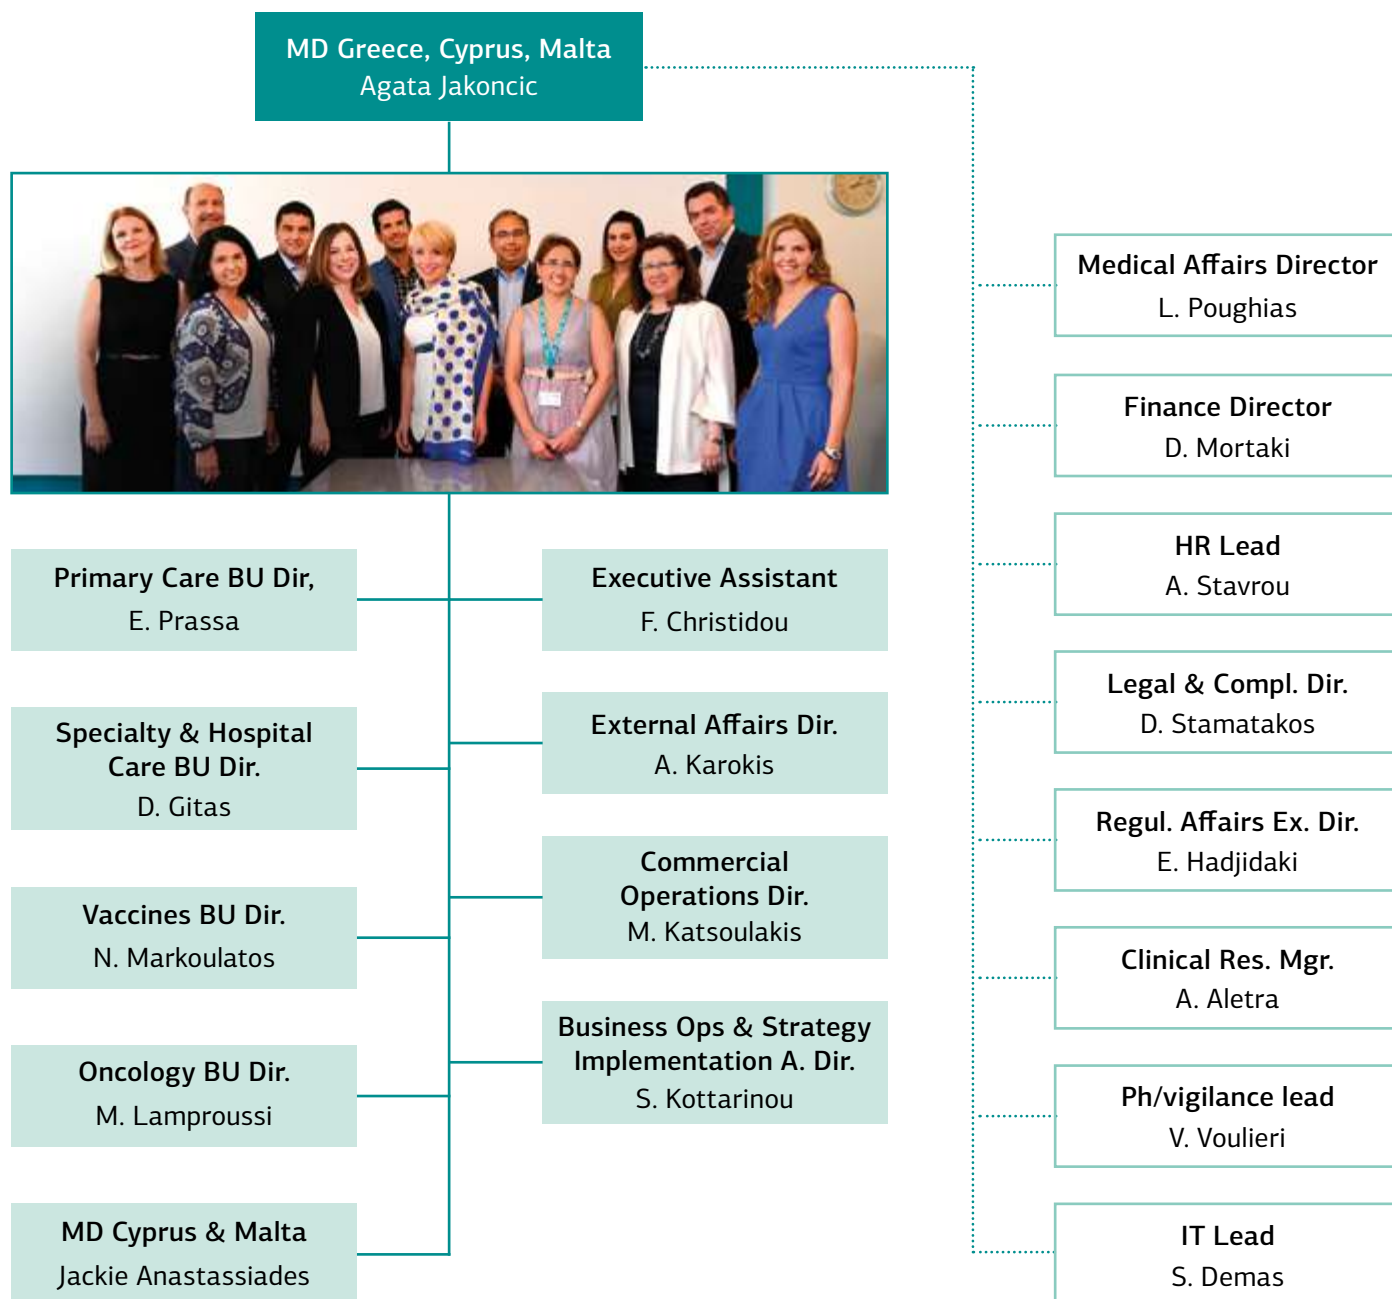 MD Greece, Cyprus, Malta
Agata Jakoncic
Primary Care BU Dir,
E. Prassa
Specialty & Hospital
Care BU Dir.
D. Gitas
Vaccines BU Dir.
N. Markoulatos
Oncology BU Dir.
M. Lamproussi
MD Cyprus & Malta
Jackie Anastassiades
Executive Assistant
F. Christidou
External Affairs Dir.
A. Karokis
Commercial
Operations Dir.
M. Katsoulakis
Business Ops & Strategy
Implementation A. Dir.
S. Kottarinou
Medical Affairs Director
L. Poughias
Finance Director
D. Mortaki
HR Lead
A. Stavrou
Legal & Compl. Dir.
D. Stamatakos
Regul. Affairs Ex. Dir.
E. Hadjidaki
Clinical Res. Mgr.
A. Aletra
Ph/vigilance lead
V. Voulieri
IT Lead
S. Demas